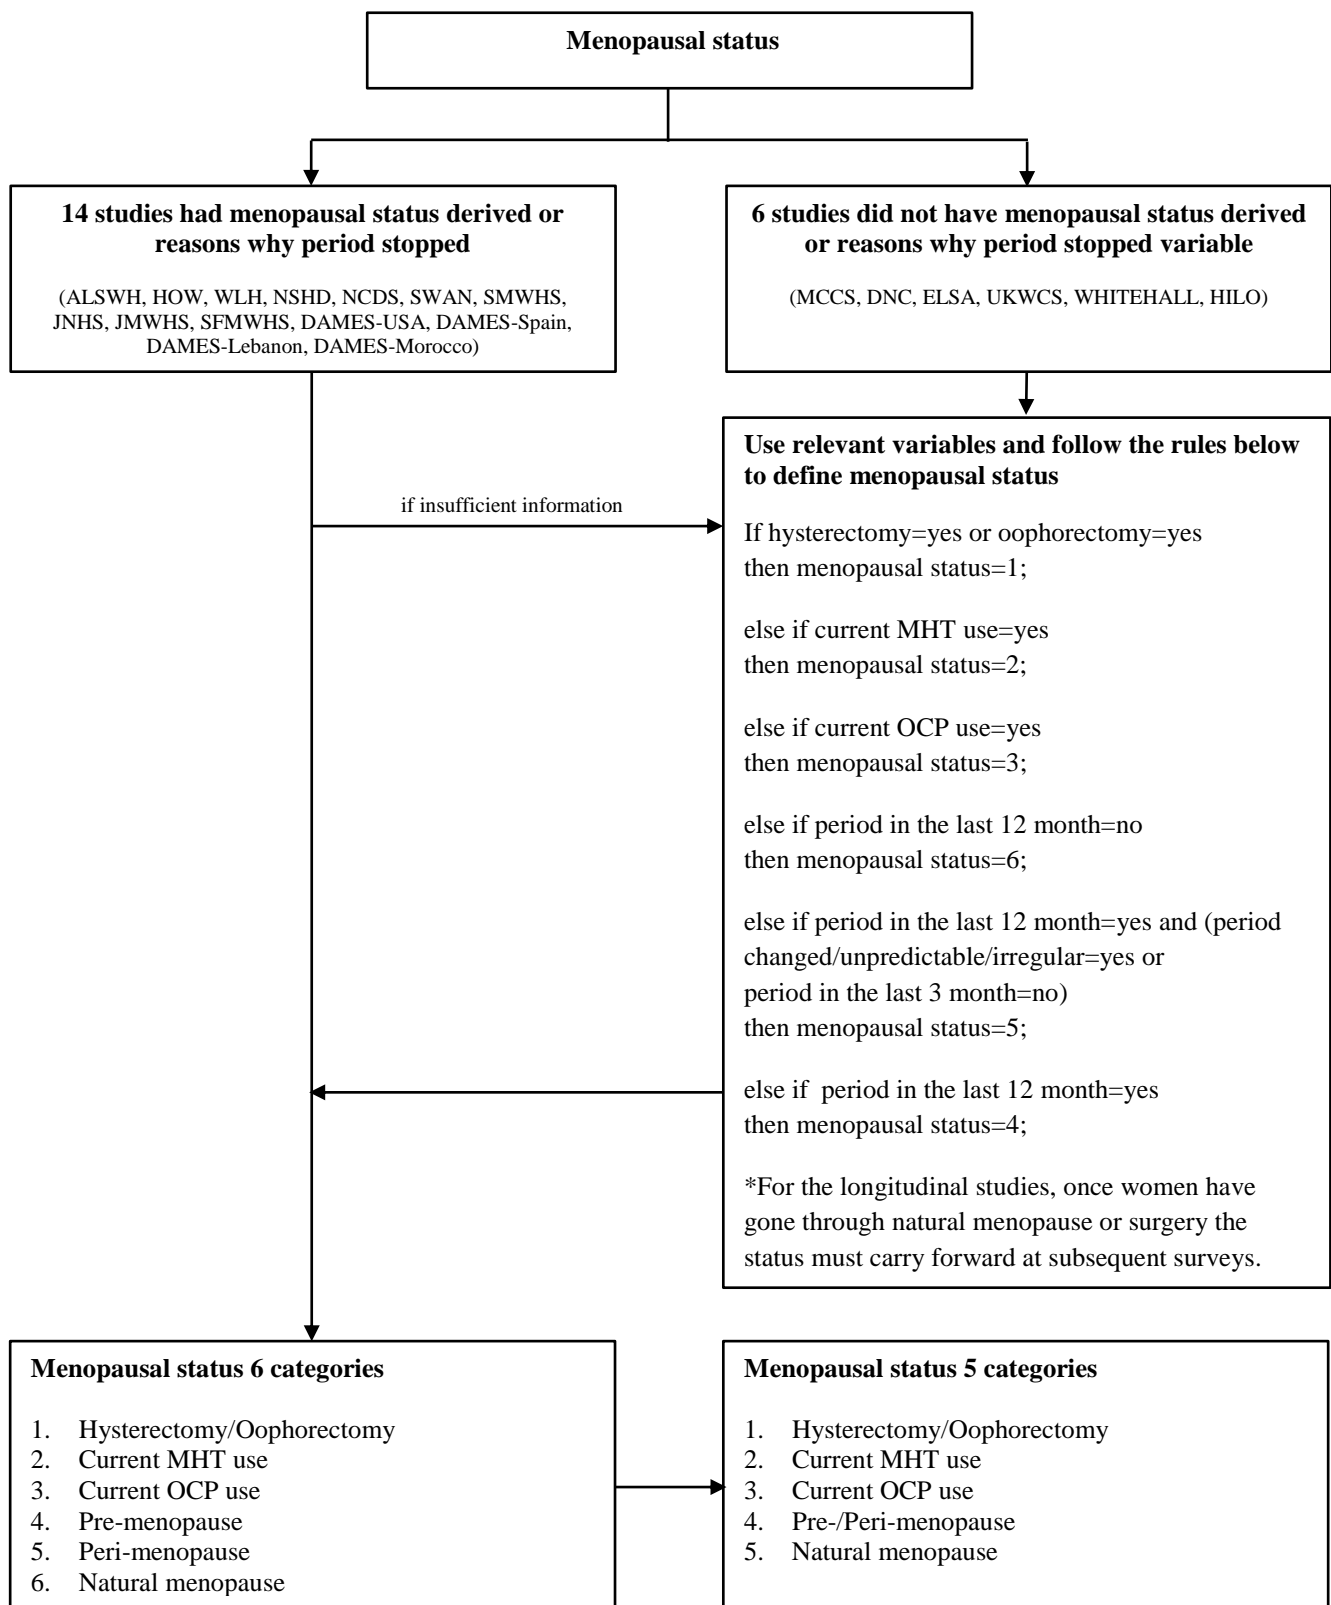 Menopausal status
14 studies had menopausal status derived or
reasons why period stopped
(ALSWH, HOW, WLH, NSHD, NCDS, SWAN, SMWHS,
JNHS, JMWHS, SFMWHS, DAMES-USA, DAMES-Spain,
DAMES-Lebanon, DAMES-Morocco)
6 studies did not have menopausal status derived
or reasons why period stopped variable
(MCCS, DNC, ELSA, UKWCS, WHITEHALL, HILO)
if insufficient information
Use relevant variables and follow the rules below
to define menopausal status
If hysterectomy=yes or oophorectomy=yes
then menopausal status=1;
else if current MHT use=yes
then menopausal status=2;
else if current OCP use=yes
then menopausal status=3;
else if period in the last 12 month=no
then menopausal status=6;
else if period in the last 12 month=yes and (period
changed/unpredictable/irregular=yes or
period in the last 3 month=no)
then menopausal status=5;
else if  period in the last 12 month=yes
then menopausal status=4;
*For the longitudinal studies, once women have
gone through natural menopause or surgery the
status must carry forward at subsequent surveys.
Menopausal status 6 categories
1. Hysterectomy/Oophorectomy
2. Current MHT use
3. Current OCP use
4. Pre-menopause
5. Peri-menopause
6. Natural menopause
Menopausal status 5 categories
1. Hysterectomy/Oophorectomy
2. Current MHT use
3. Current OCP use
4. Pre-/Peri-menopause
5. Natural menopause